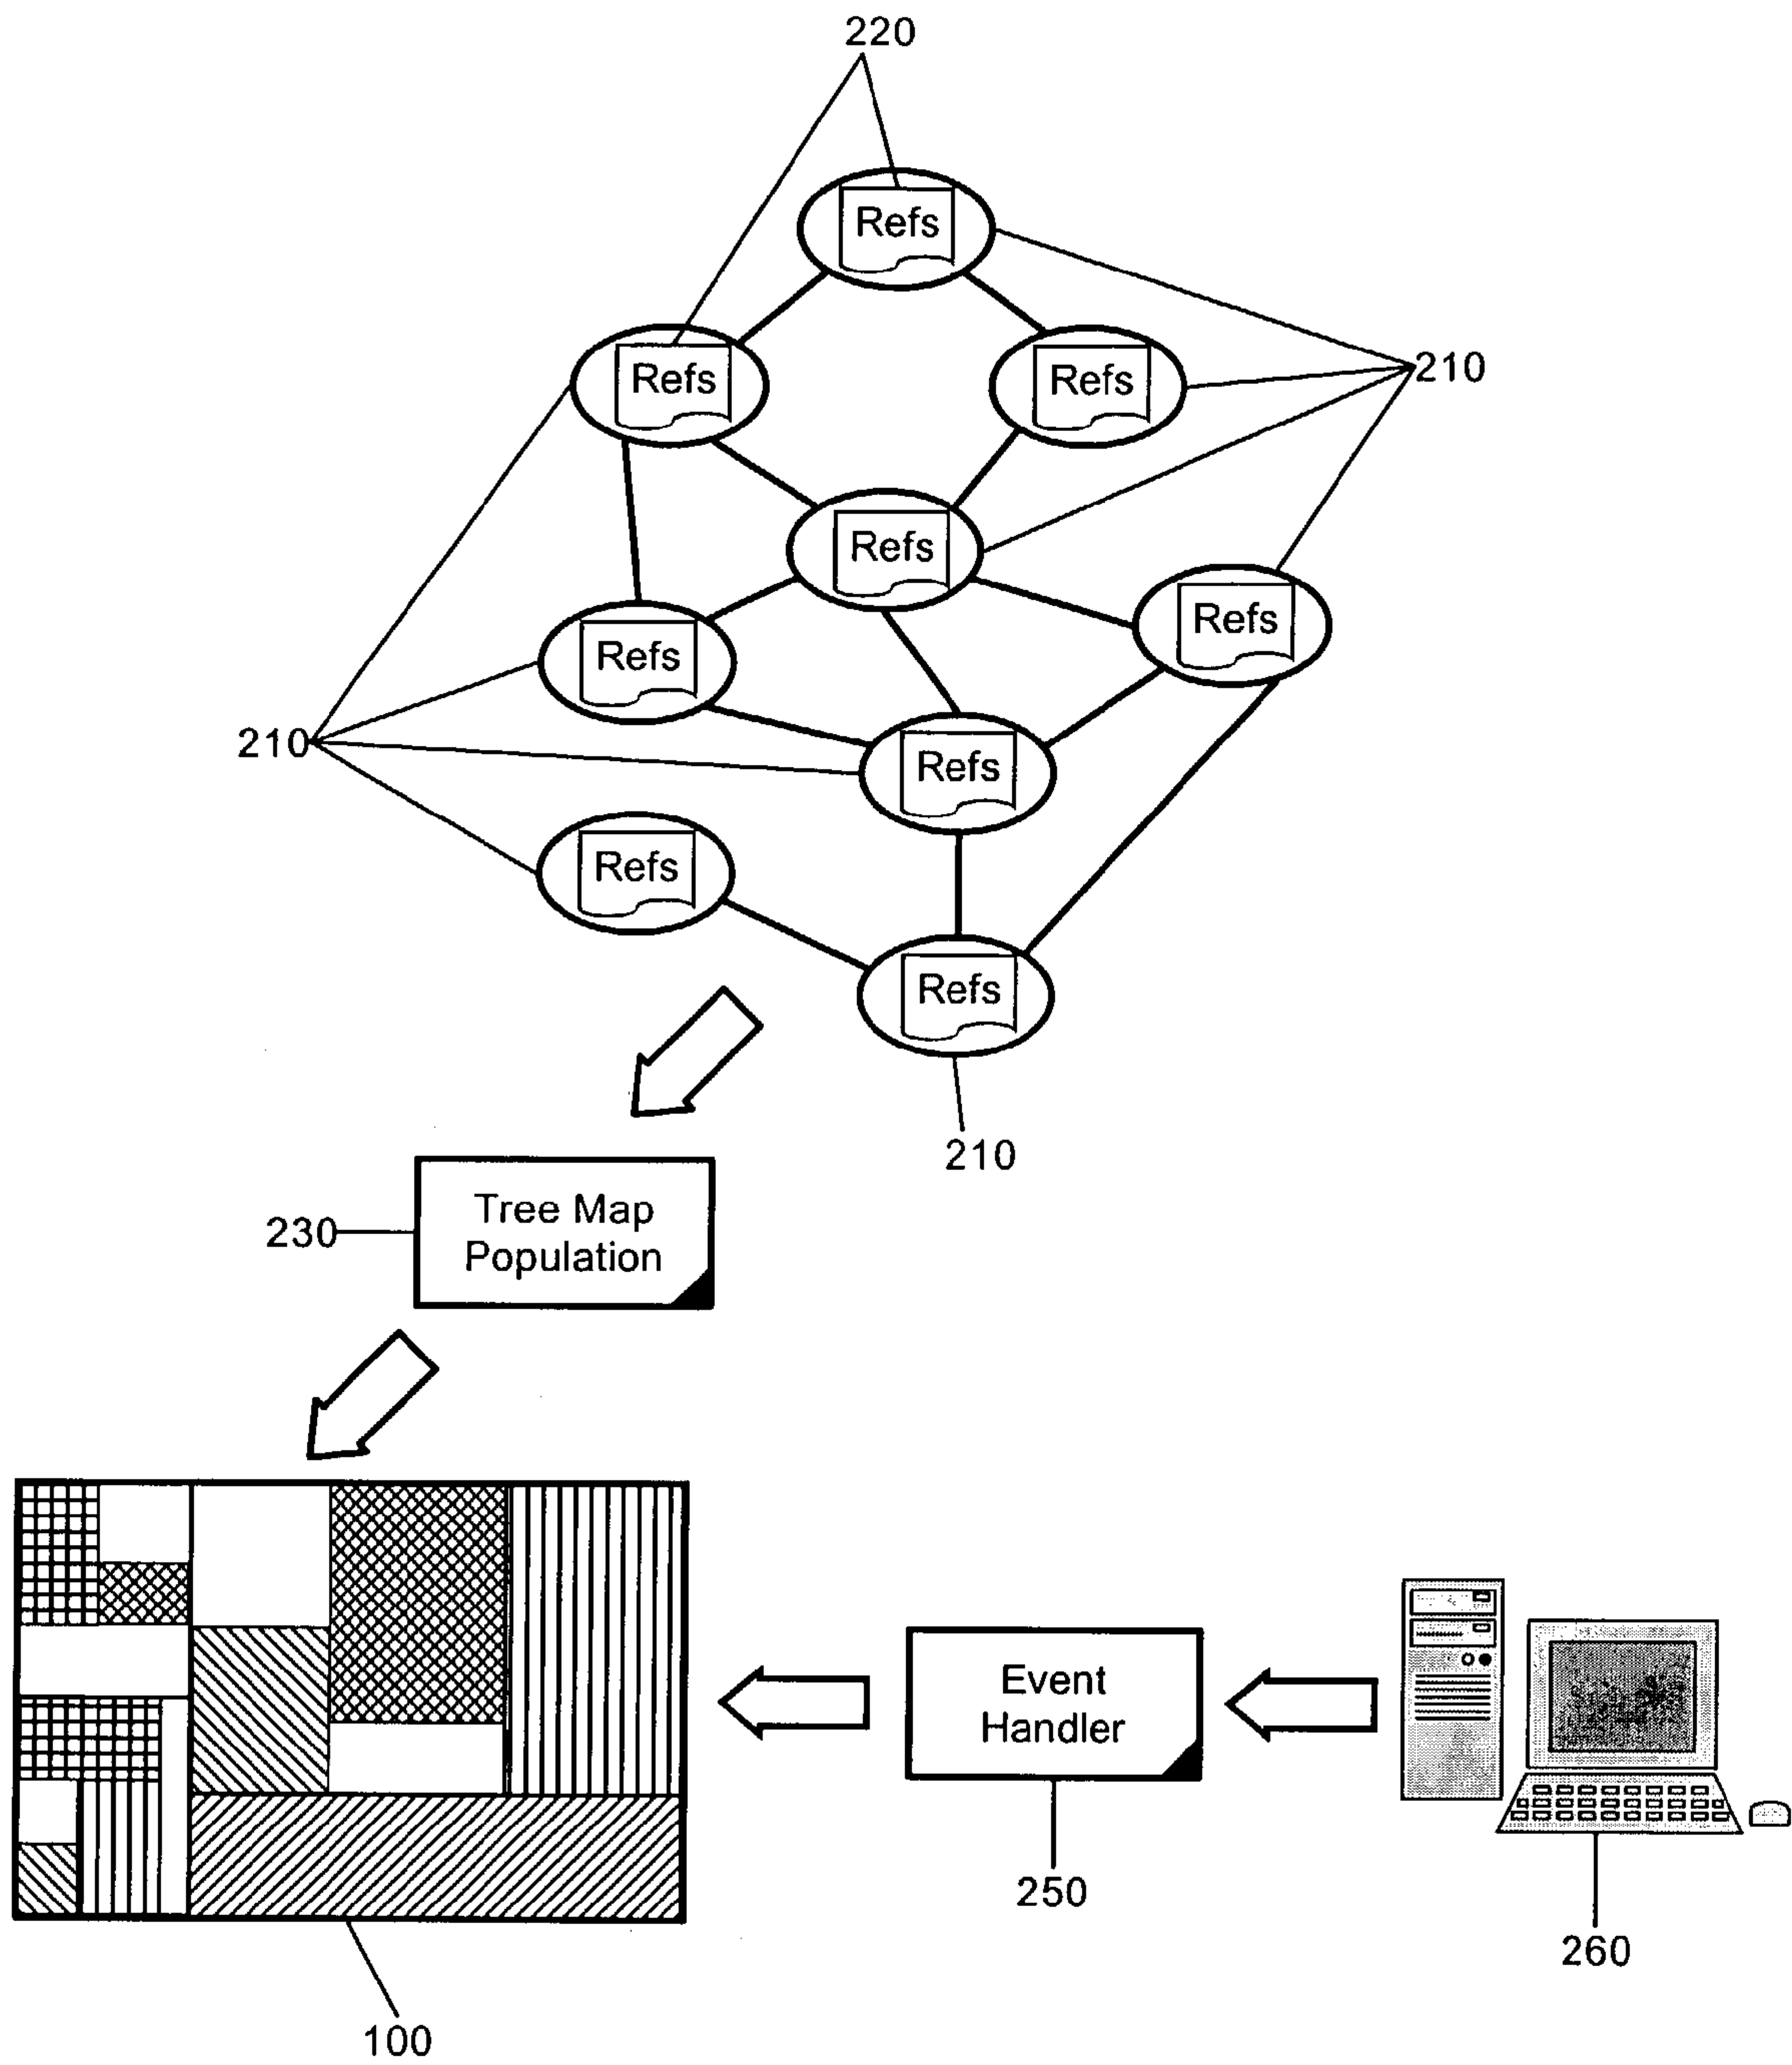 220
Refs
Refs
Refs
210
Refs
Refs
Refs
210
Refs
Refs
Refs
210
Tree Map
Population
230
Event
Handler
250
260
100